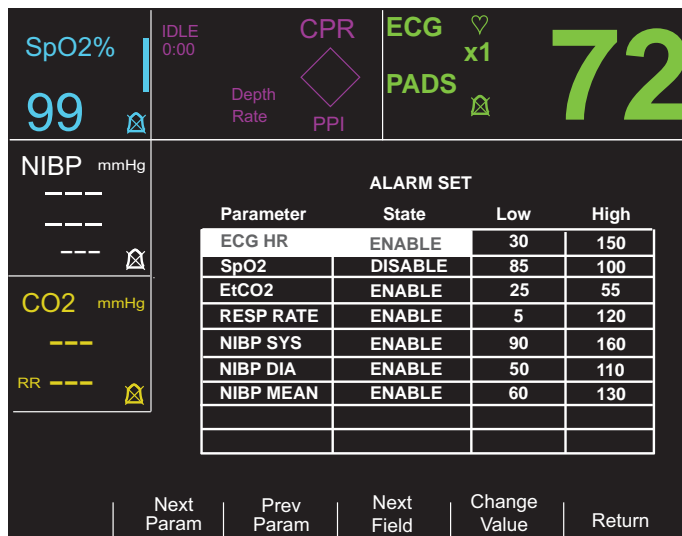 SpO2%
99
IDLE
0:00
CPR
Depth
Rate
PPI
ECG
x1
PADS
72
NIBP mmHg
---
---
---
CO2 mmHg
---
RR ---
ALARM SET
Parameter State Low High
ECG HR ENABLE 30 150
SpO2 DISABLE 85 100
EtCO2 ENABLE 25 55
RESP RATE ENABLE 5 120
NIBP SYS ENABLE 90 160
NIBP DIA ENABLE 50 110
NIBP MEAN ENABLE 60 130
Next Param
Prev Param
Next Field
Change Value
Return